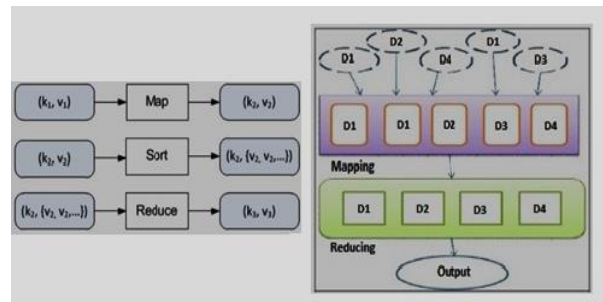 (k₁, v₁) Map (k₂, v₂)
(k₂, v₂) Sort (k₂, {v₂, v₂,...})
(k₂, {v₂, v₂,...}) Reduce (k₃, v₃)
D1 D2 D4 D1 D3
D1 D1 D2 D3 D4
Mapping
D1 D2 D3 D4
Reducing
Output